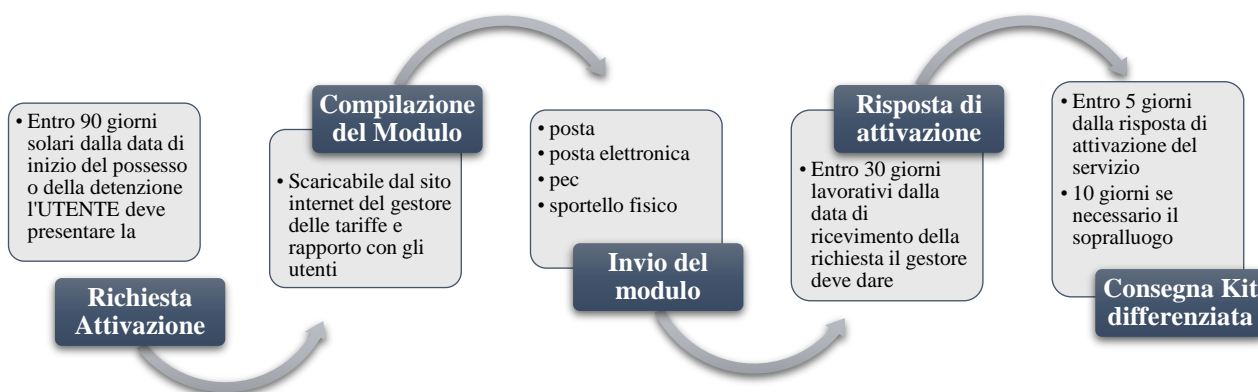 • Entro 90 giorni
solari dalla data di
inizio del possesso
o della detenzione
l'UTENTE deve
presentare la
Richiesta
Attivazione
Compilazione
del Modulo
• Scaricabile dal sito
internet del gestore
delle tariffe e
rapporto con gli
utenti
• posta
• posta elettronica
• pec
• sportello fisico
Invio del
modulo
Risposta di
attivazione
• Entro 30 giorni
lavorativi dalla
data di
ricevimento della
richiesta il gestore
deve dare
• Entro 5 giorni
dalla risposta di
attivazione del
servizio
• 10 giorni se
necessario il
sopralluogo
Consegna Kit
differenziata